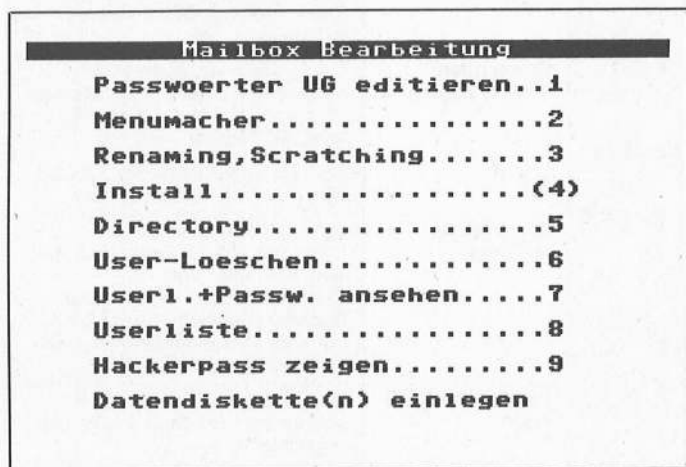 Mailbox Bearbeitung
Passwoerter UG editieren..1
Menumacher................2
Renaming,Scratching.......3
Install..................(4)
Directory.................5
User-Loeschen.............6
Userl.+Passw. ansehen.....7
Userliste.................8
Hackerpass zeigen.........9
Datendiskette(n) einlegen